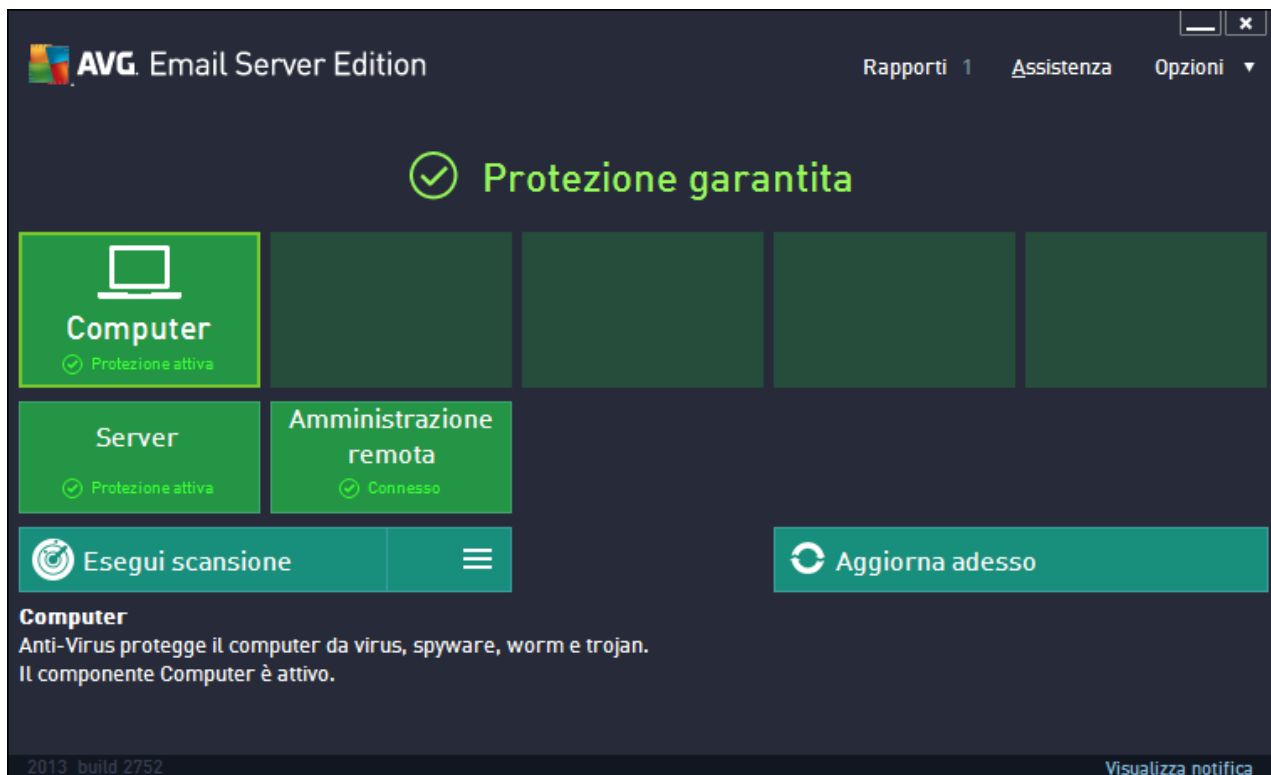 AVG. Email Server Edition
Rapporti 1 Assistenza Opzioni
Protezione garantita
Computer
Protezione attiva
Server
Protezione attiva
Amministrazione
remota
Connesso
Esegui scansione
Aggiorna adesso
Computer
Anti-Virus protegge il computer da virus, spyware, worm e trojan.
Il componente Computer è attivo.
2013 build 2752
Visualizza notifica